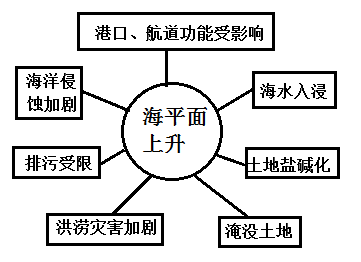 港口、航道功能受影响
海洋侵
蚀加剧
海水入浸
海平面
上升
排污受限
土地盐碱化
洪涝灾害加剧
淹没土地